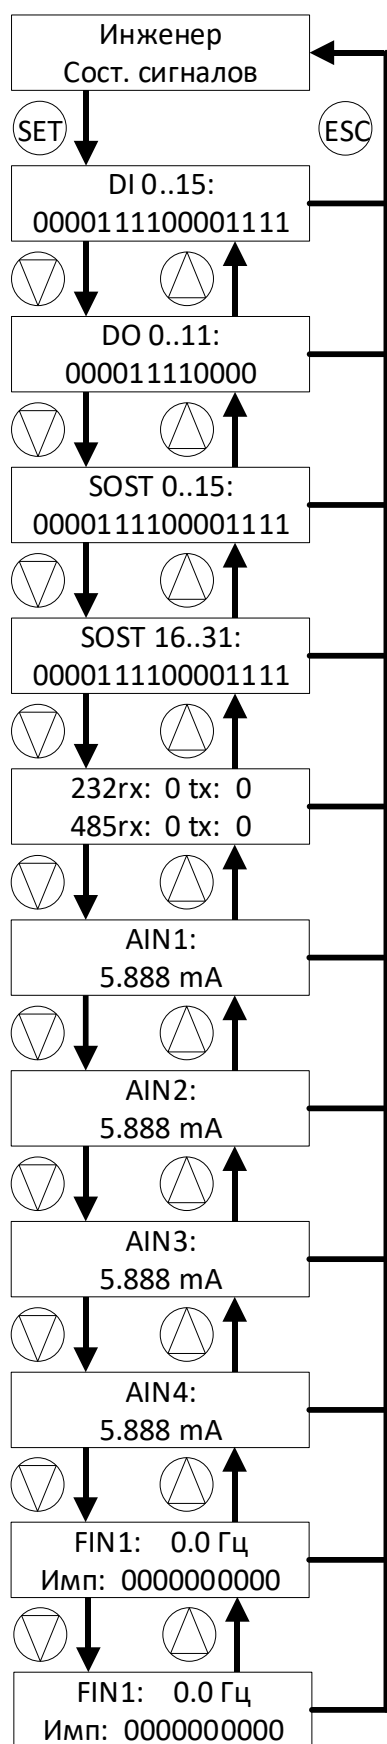 Инженер
Сост. сигналов
SET
ESC
DI 0..15:
0000111100001111
DO 0..11:
000011110000
SOST 0..15:
0000111100001111
SOST 16..31:
0000111100001111
232rx: 0 tx: 0
485rx: 0 tx: 0
AIN1:
5.888 mA
AIN2:
5.888 mA
AIN3:
5.888 mA
AIN4:
5.888 mA
FIN1: 0.0 Гц
Имп: 0000000000
FIN1: 0.0 Гц
Имп: 0000000000